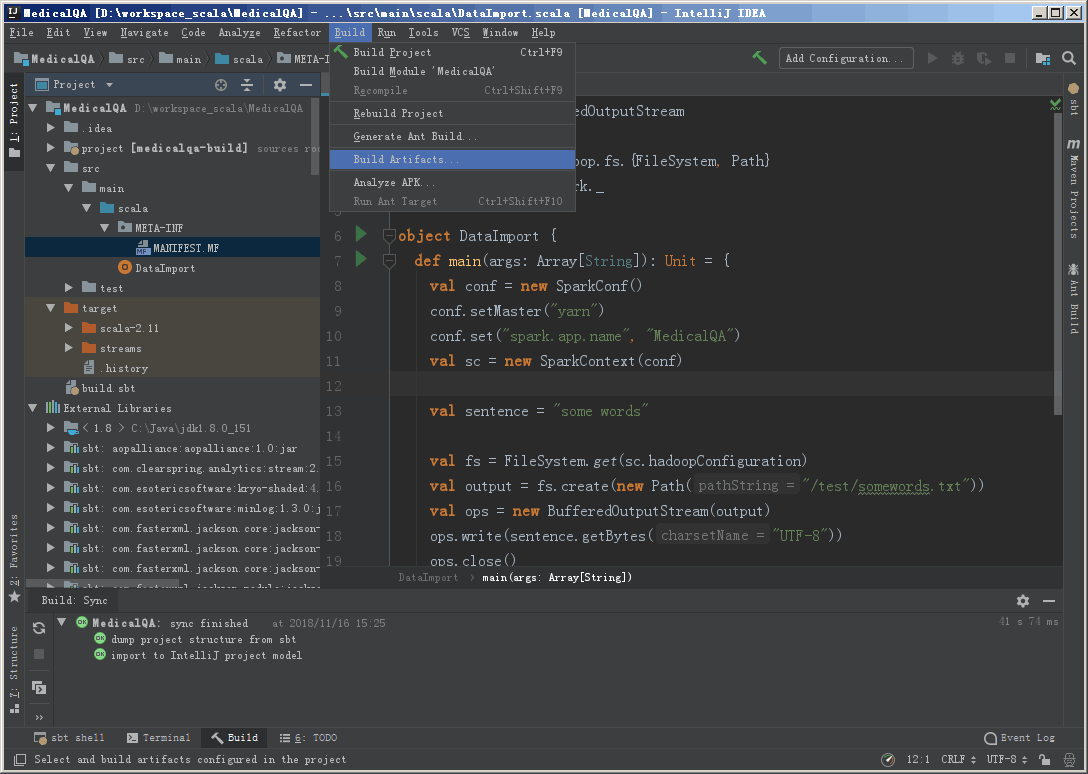 MedicalQA [D:\workspace_scala\MedicalQA] – ...\src\main\scala\DataImport.scala [MedicalQA] – IntelliJ IDEA
File Edit View Navigate Code Analyze Refactor Build Run Tools VCS Window Help
MedicalQA src main scala META-I
Add Configuration...
Build Project Ctrl+F9
Build Module 'MedicalQA'
Recompile Ctrl+Shift+F9
Rebuild Project
Generate Ant Build...
Build Artifacts...
Analyze APK...
Run Ant Target Ctrl+Shift+F10
1: Project
2: Favorites
7: Structure
Project
MedicalQA D:\workspace_scala\MedicalQA
.idea
project [medicalqa-build] sources ro
src
main
scala
META-INF
MANIFEST.MF
DataImport
test
target
scala-2.11
streams
.history
build.sbt
External Libraries
< 1.8 > C:\Java\jdk1.8.0_151
sbt: aopalliance:aopalliance:1.0:jar
sbt: com.clearspring.analytics:stream:2.
sbt: com.esotericsoftware:kryo-shaded:4.
sbt: com.esotericsoftware:minlog:1.3.0:j
sbt: com.fasterxml.jackson.core:jackson-
sbt: com.fasterxml.jackson.core:jackson-
sbt: com.fasterxml.jackson.core:jackson-
edOutputStream
op.fs.{FileSystem, Path}
k._
6 object DataImport {
7 def main(args: Array[String]): Unit = {
8 val conf = new SparkConf()
9 conf.setMaster("yarn")
10 conf.set("spark.app.name", "MedicalQA")
11 val sc = new SparkContext(conf)
12
13 val sentence = "some words"
14
15 val fs = FileSystem.get(sc.hadoopConfiguration)
16 val output = fs.create(new Path( pathString = "/test/somewords.txt"))
17 val ops = new BufferedOutputStream(output)
18 ops.write(sentence.getBytes( charsetName = "UTF-8"))
19 ops.close()
DataImport > main(args: Array[String])
sbt
Maven Projects
Ant Build
Build: Sync
MedicalQA: sync finished at 2018/11/16 15:25 41 s 74 ms
dump project structure from sbt
import to IntelliJ project model
sbt shell Terminal Build 6: TODO Event Log
Select and build artifacts configured in the project 12:1 CRLF UTF-8